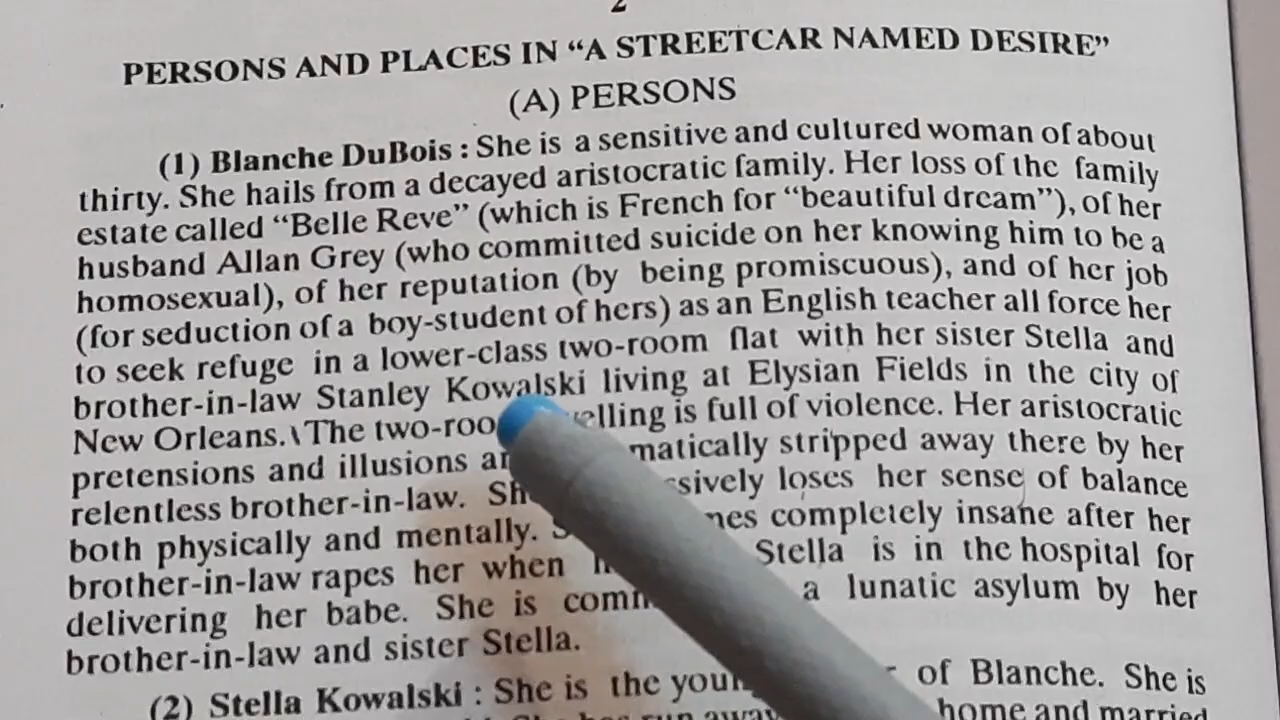 2
PERSONS AND PLACES IN “A STREETCAR NAMED DESIRE”
(A) PERSONS
(1) Blanche DuBois : She is a sensitive and cultured woman of about
thirty. She hails from a decayed aristocratic family. Her loss of the family
estate called “Belle Reve” (which is French for “beautiful dream”), of her
husband Allan Grey (who committed suicide on her knowing him to be a
homosexual), of her reputation (by being promiscuous), and of her job
(for seduction of a boy-student of hers) as an English teacher all force her
to seek refuge in a lower-class two-room flat with her sister Stella and
brother-in-law Stanley Kowalski living at Elysian Fields in the city of
New Orleans. The two-roo elling is full of violence. Her aristocratic
pretensions and illusions a matically stripped away there by her
relentless brother-in-law. Sh sively loses her sense of balance
both physically and mentally. S mes completely insane after her
brother-in-law rapes her when Stella is in the hospital for
delivering her babe. She is com a lunatic asylum by her
brother-in-law and sister Stella.
(2) Stella Kowalski : She is the you of Blanche. She is
home and married